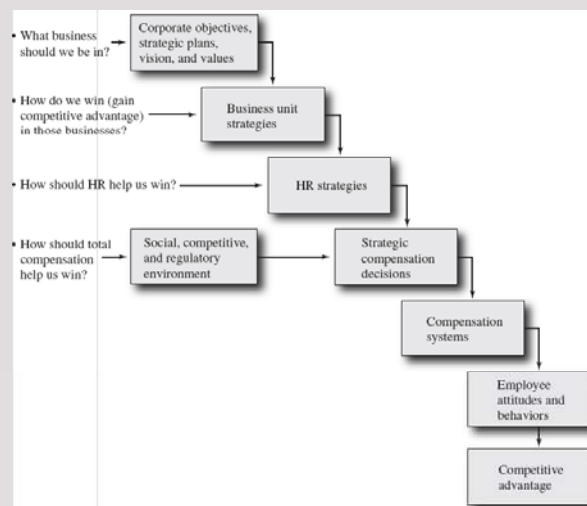 • What business
should we be in?
Corporate objectives,
strategic plans,
vision, and values
• How do we win (gain
competitive advantage)
in those businesses?
Business unit
strategies
• How should HR help us win?
HR strategies
• How should total
compensation
help us win?
Social, competitive,
and regulatory
environment
Strategic
compensation
decisions
Compensation
systems
Employee
attitudes and
behaviors
Competitive
advantage